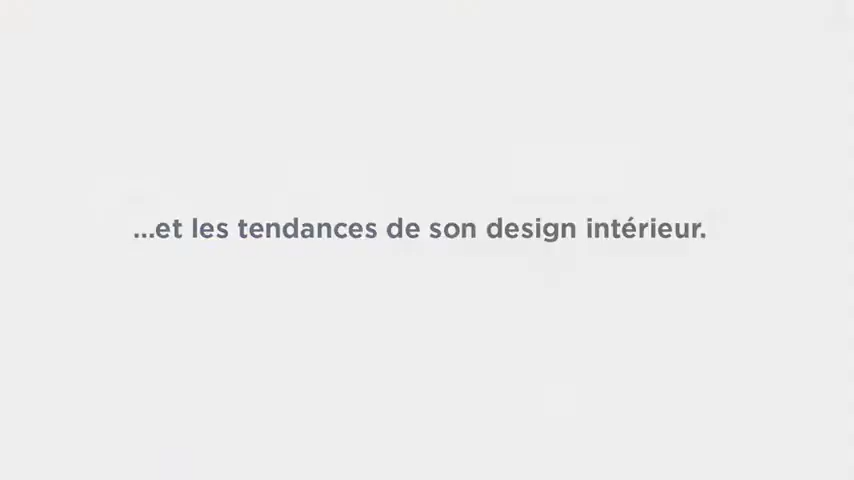 ...et les tendances de son design intérieur.